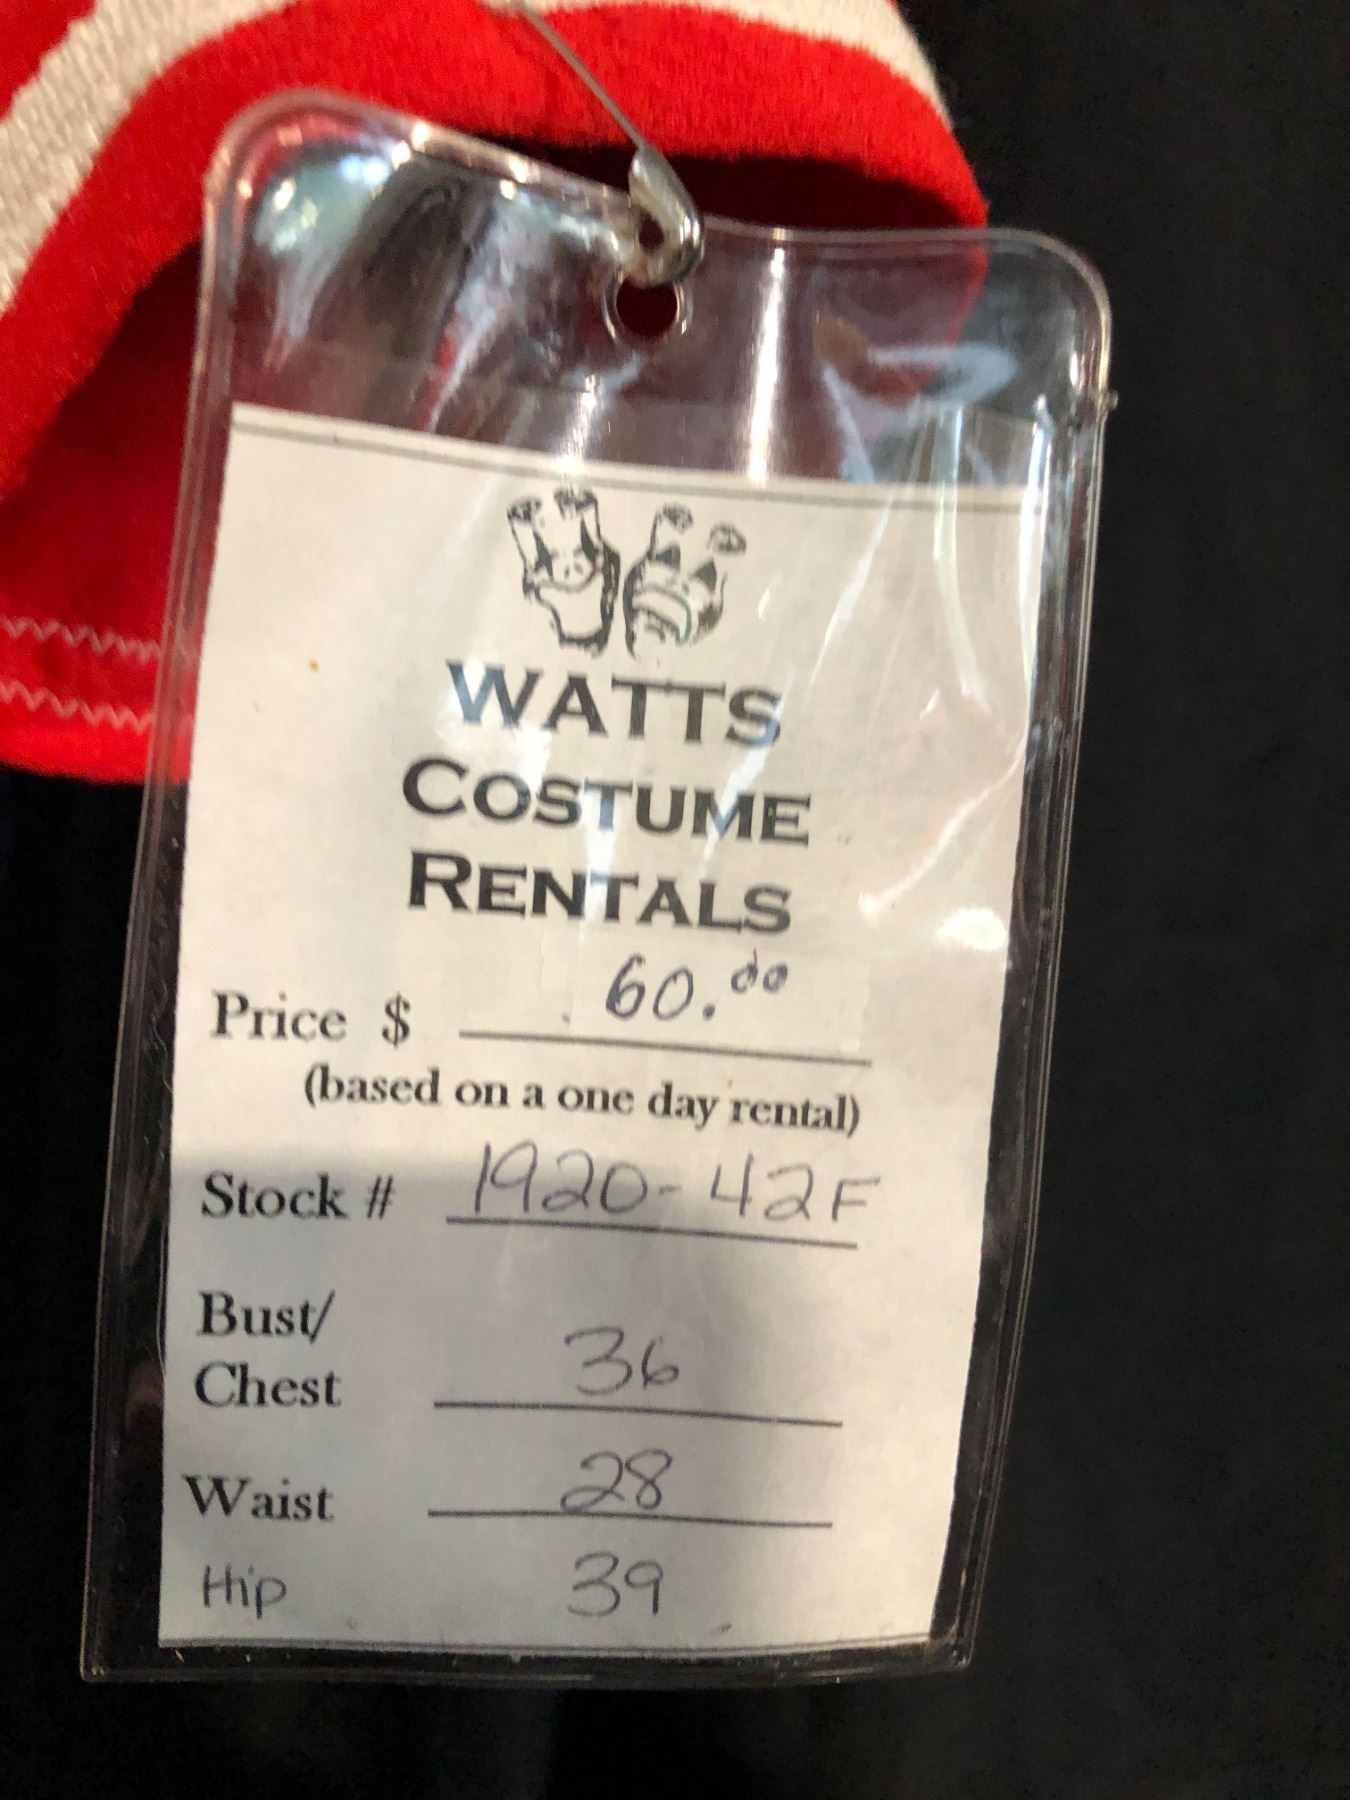 WATTS
COSTUME
RENTALS
Price $ 60.00
(based on a one day rental)
Stock # 1920-42F
Bust/
Chest 36
Waist 28
Hip 39